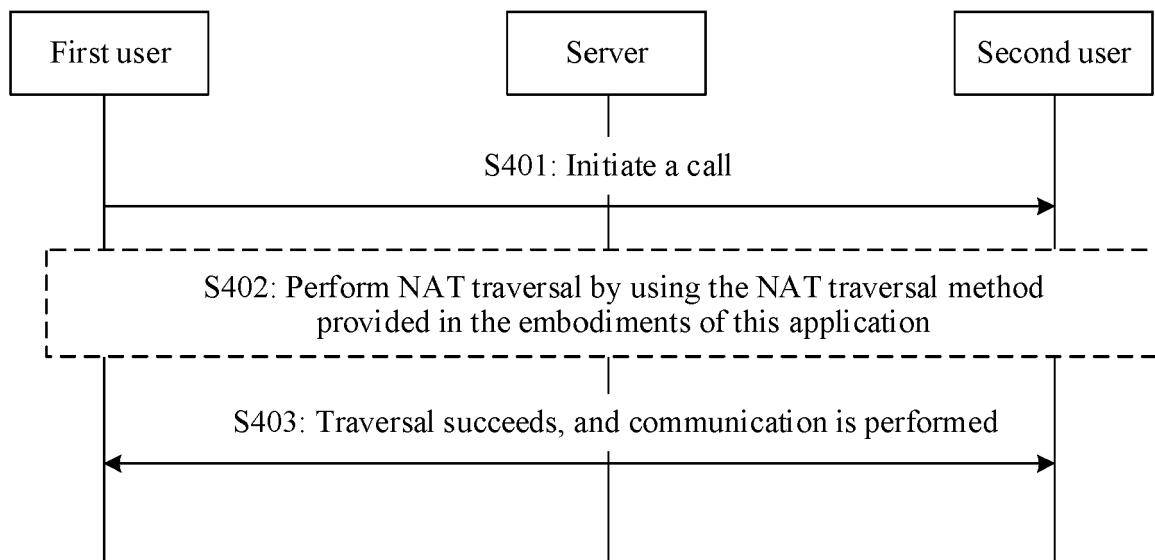 First user
Server
Second user
S401: Initiate a call
S402: Perform NAT traversal by using the NAT traversal method
provided in the embodiments of this application
S403: Traversal succeeds, and communication is performed